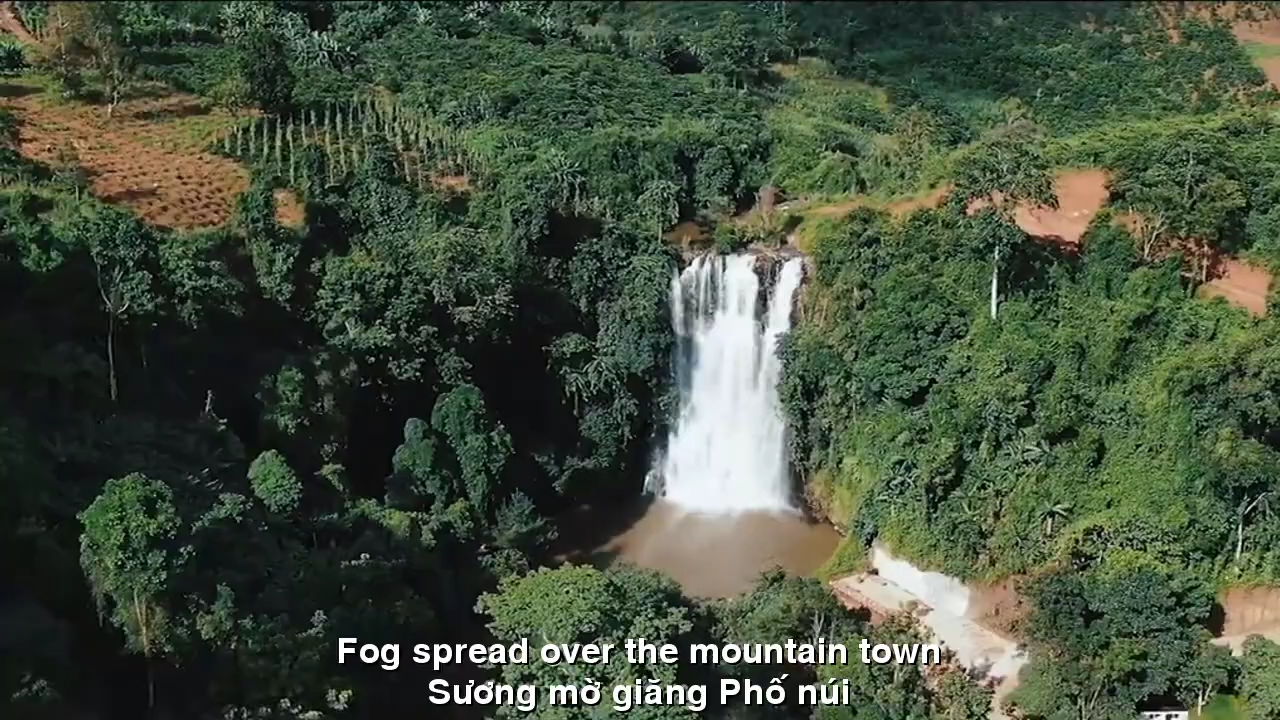 Fog spread over the mountain town
Sương mờ giăng Phố núi